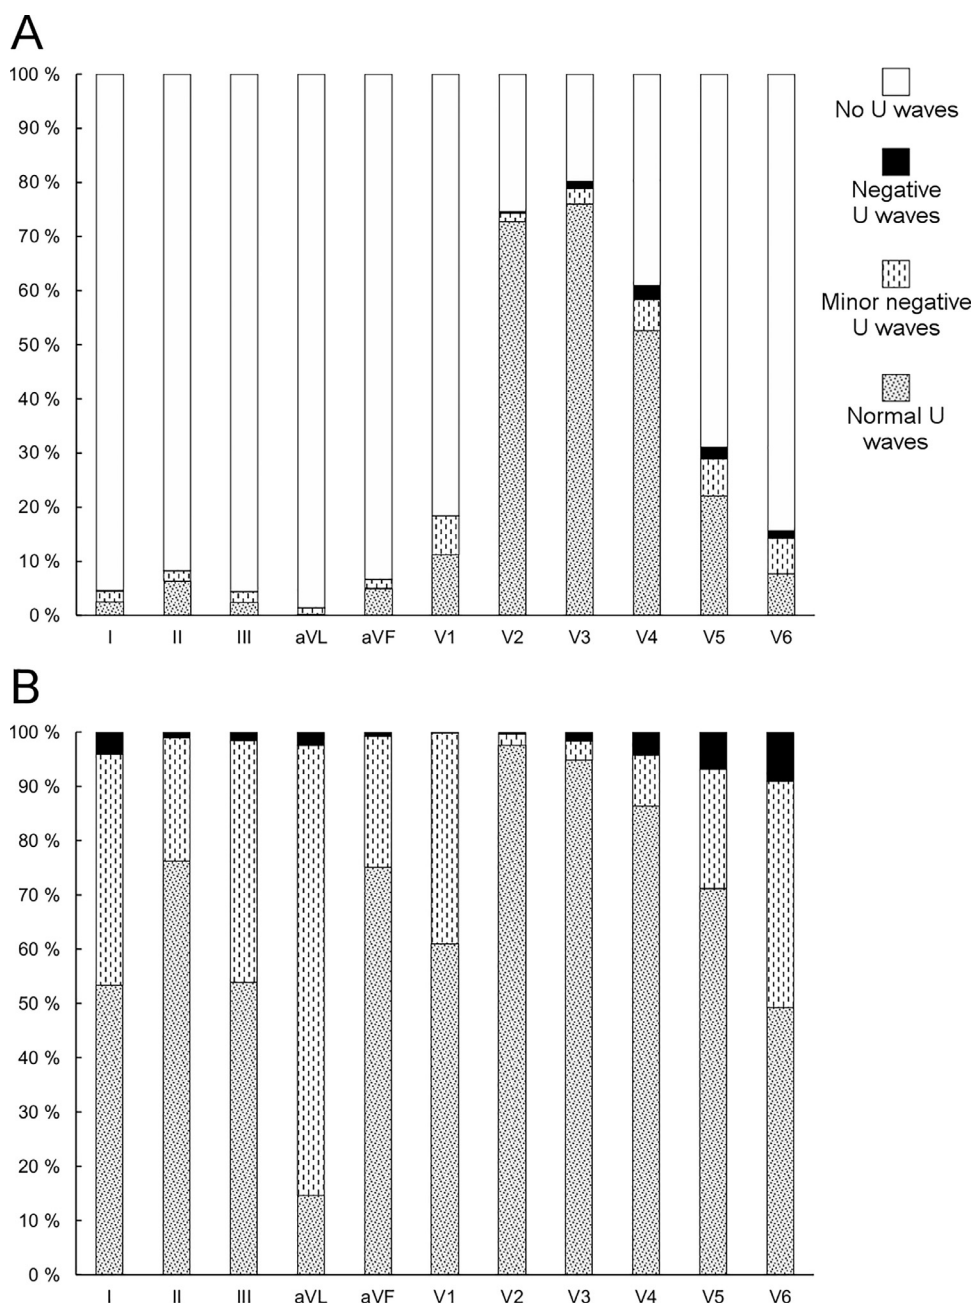 A
100 %
90 %
80 %
70 %
60 %
50 %
40 %
30 %
20 %
10 %
0 %
I II III aVL aVF V1 V2 V3 V4 V5 V6
No U waves
Negative
U waves
Minor negative
U waves
Normal U
waves
B
100 %
90 %
80 %
70 %
60 %
50 %
40 %
30 %
20 %
10 %
0 %
I II III aVL aVF V1 V2 V3 V4 V5 V6